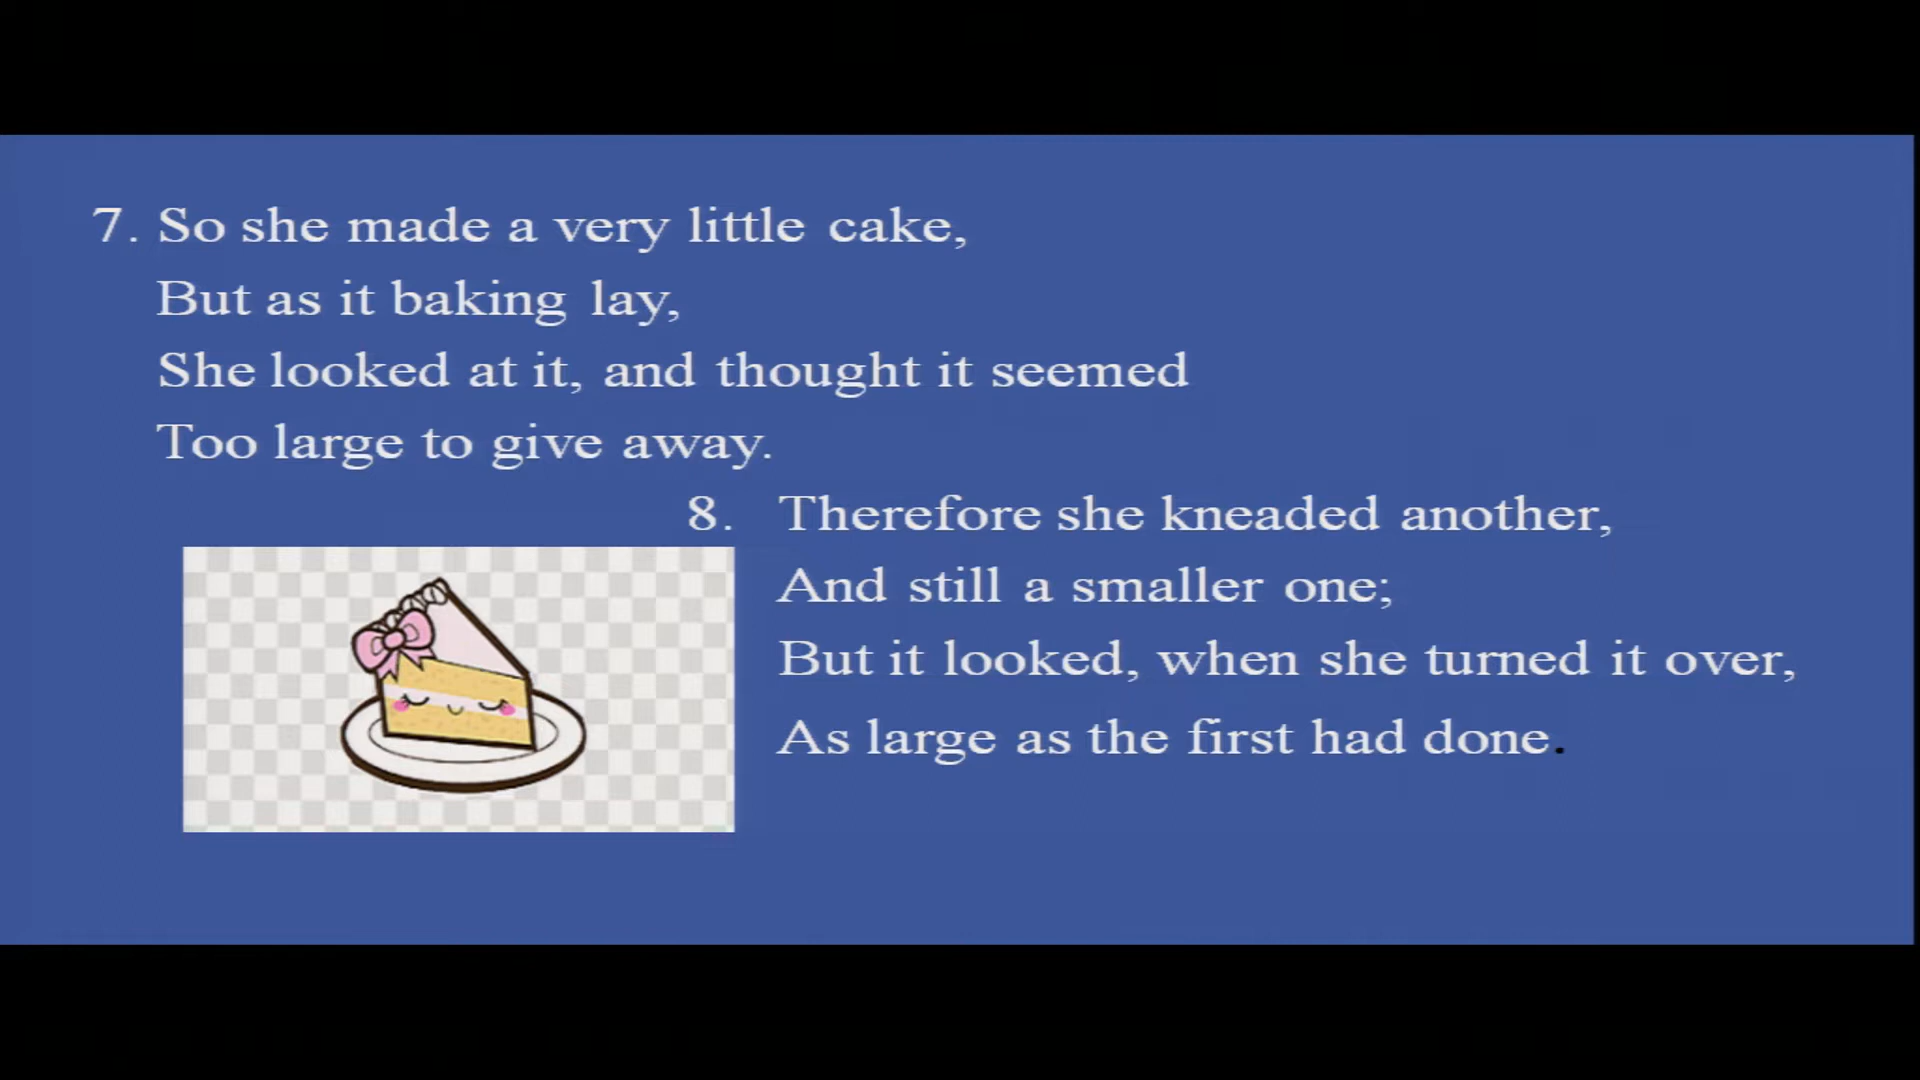 7. So she made a very little cake,
But as it baking lay,
She looked at it, and thought it seemed
Too large to give away.
8. Therefore she kneaded another,
And still a smaller one;
But it looked, when she turned it over,
As large as the first had done.